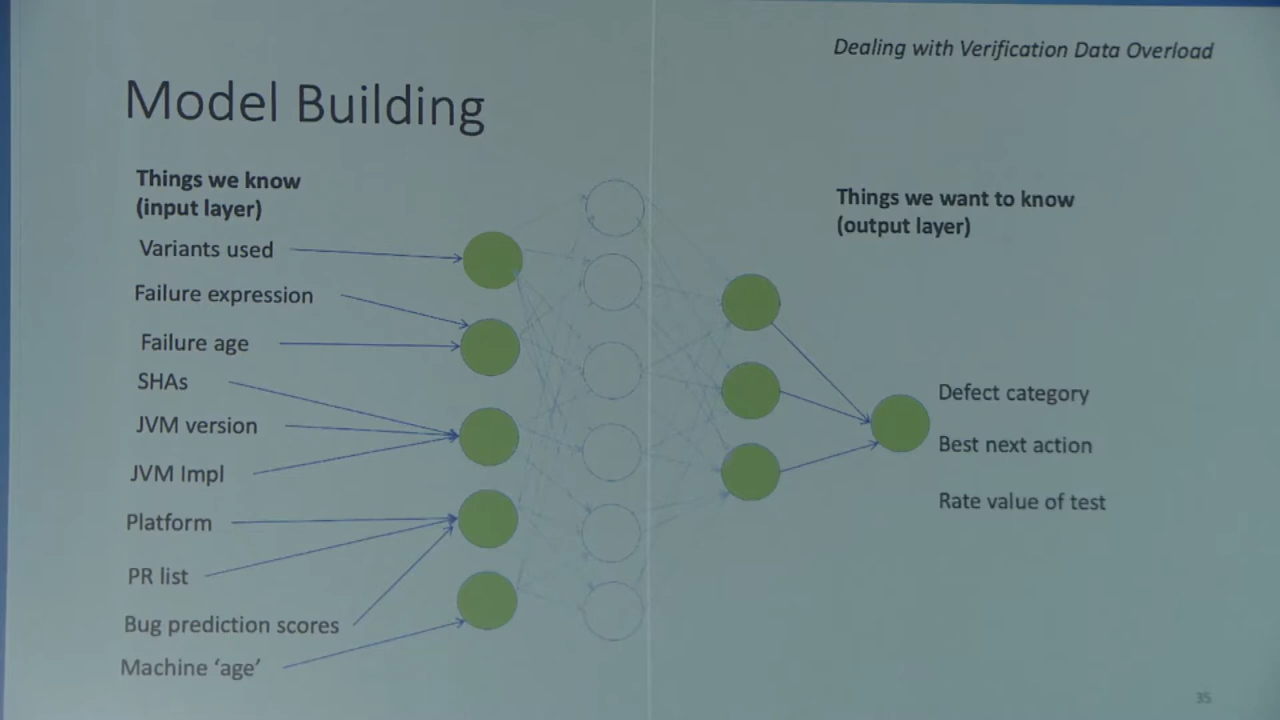 Dealing with Verification Data Overload
Model Building
Things we know
(input layer)
Variants used
Failure expression
Failure age
SHAs
JVM version
JVM Impl
Platform
PR list
Bug prediction scores
Machine ‘age’
Things we want to know
(output layer)
Defect category
Best next action
Rate value of test
35